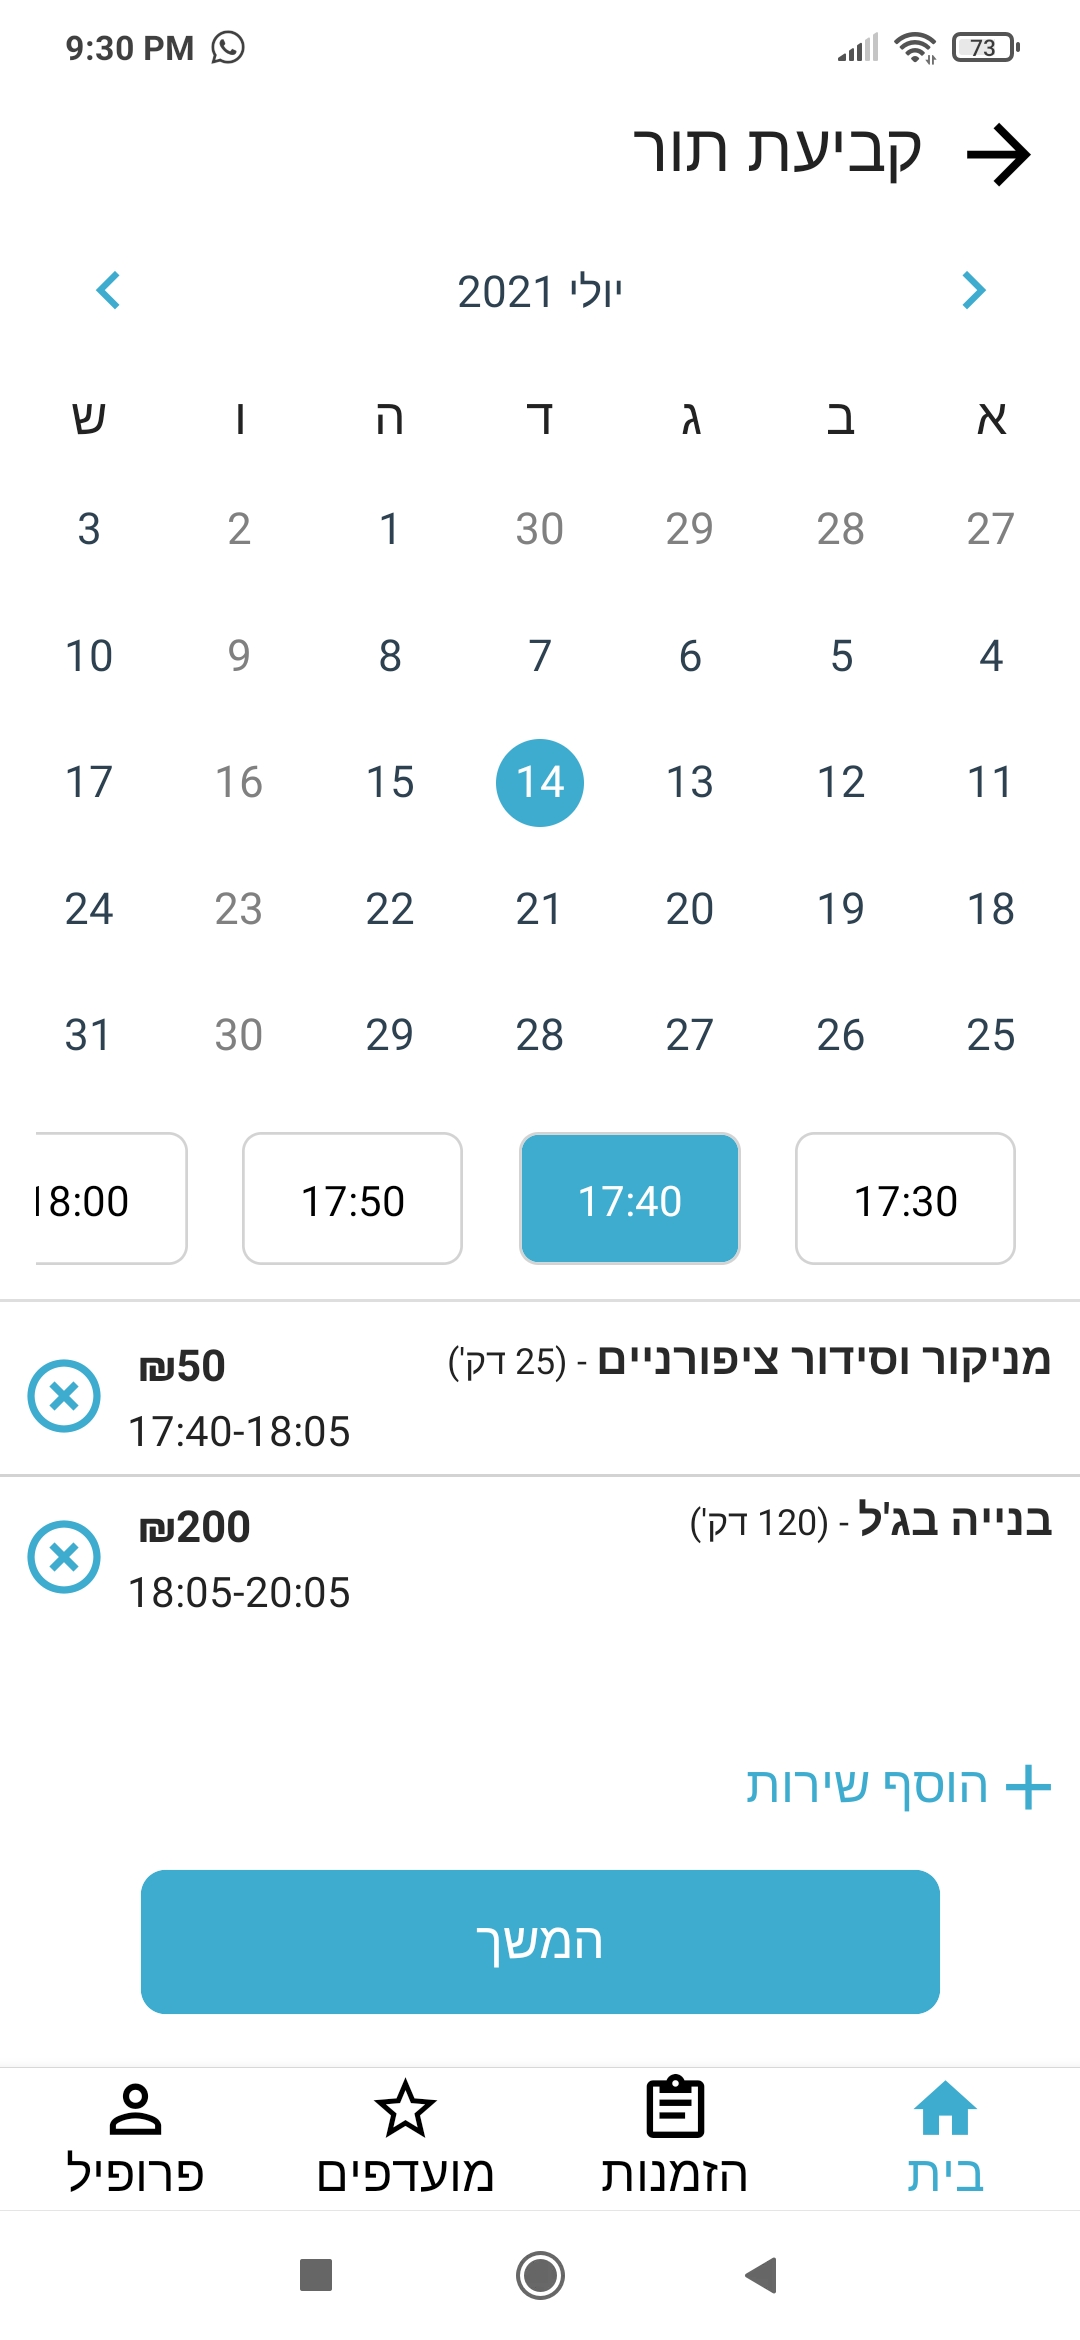 9:30 PM 73
קביעת תור
יולי 2021
א ב ג ד ה ו ש
27 28 29 30 1 2 3
4 5 6 7 8 9 10
11 12 13 14 15 16 17
18 19 20 21 22 23 24
25 26 27 28 29 30 31
17:30 17:40 17:50 18:00
מניקור וסידור ציפורניים - (25 דק') ₪50
17:40-18:05
בנייה בג'ל - (120 דק') ₪200
18:05-20:05
הוסף שירות
המשך
בית הזמנות מועדפים פרופיל